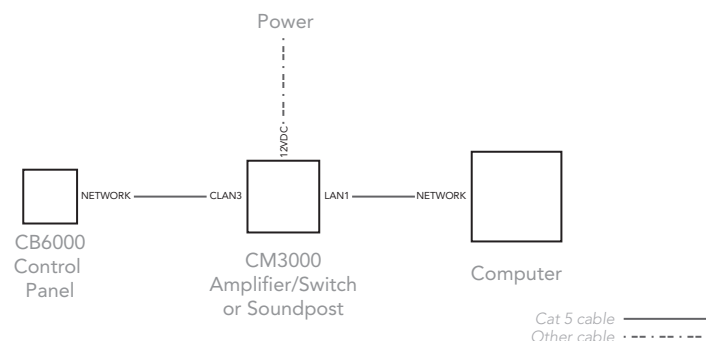 Power
12VDC
NETWORK CLAN3 LAN1 NETWORK
CB6000
Control
Panel
CM3000
Amplifier/Switch
or Soundpost
Computer
Cat 5 cable
Other cable